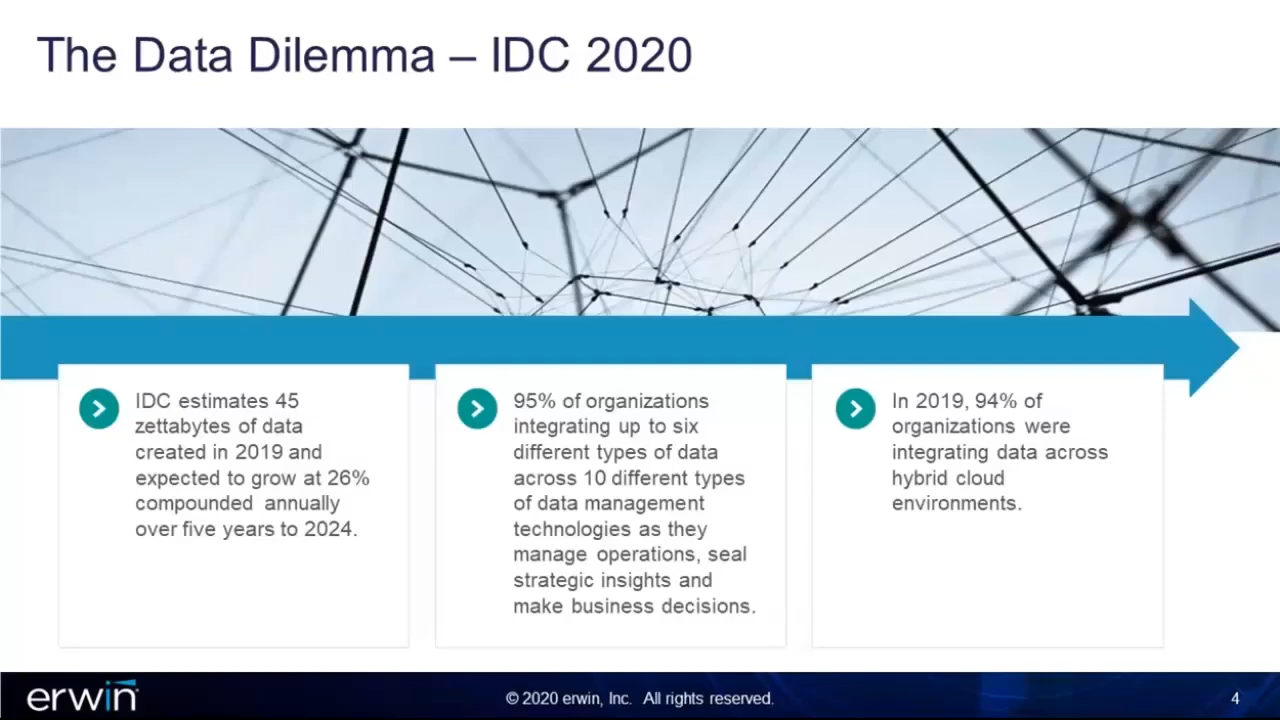 The Data Dilemma – IDC 2020
IDC estimates 45
zettabytes of data
created in 2019 and
expected to grow at 26%
compounded annually
over five years to 2024.
95% of organizations
integrating up to six
different types of data
across 10 different types
of data management
technologies as they
manage operations, seal
strategic insights and
make business decisions.
In 2019, 94% of
organizations were
integrating data across
hybrid cloud
environments.
erwin
© 2020 erwin, Inc. All rights reserved.
4